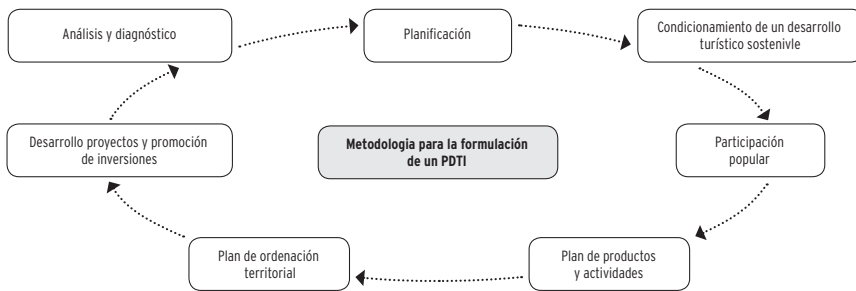 Análisis y diagnóstico
Planificación
Condicionamiento de un desarrollo
turístico sostenivle
Participación
popular
Plan de productos
y actividades
Plan de ordenación
territorial
Desarrollo proyectos y promoción
de inversiones
Metodologia para la formulación
de un PDTI